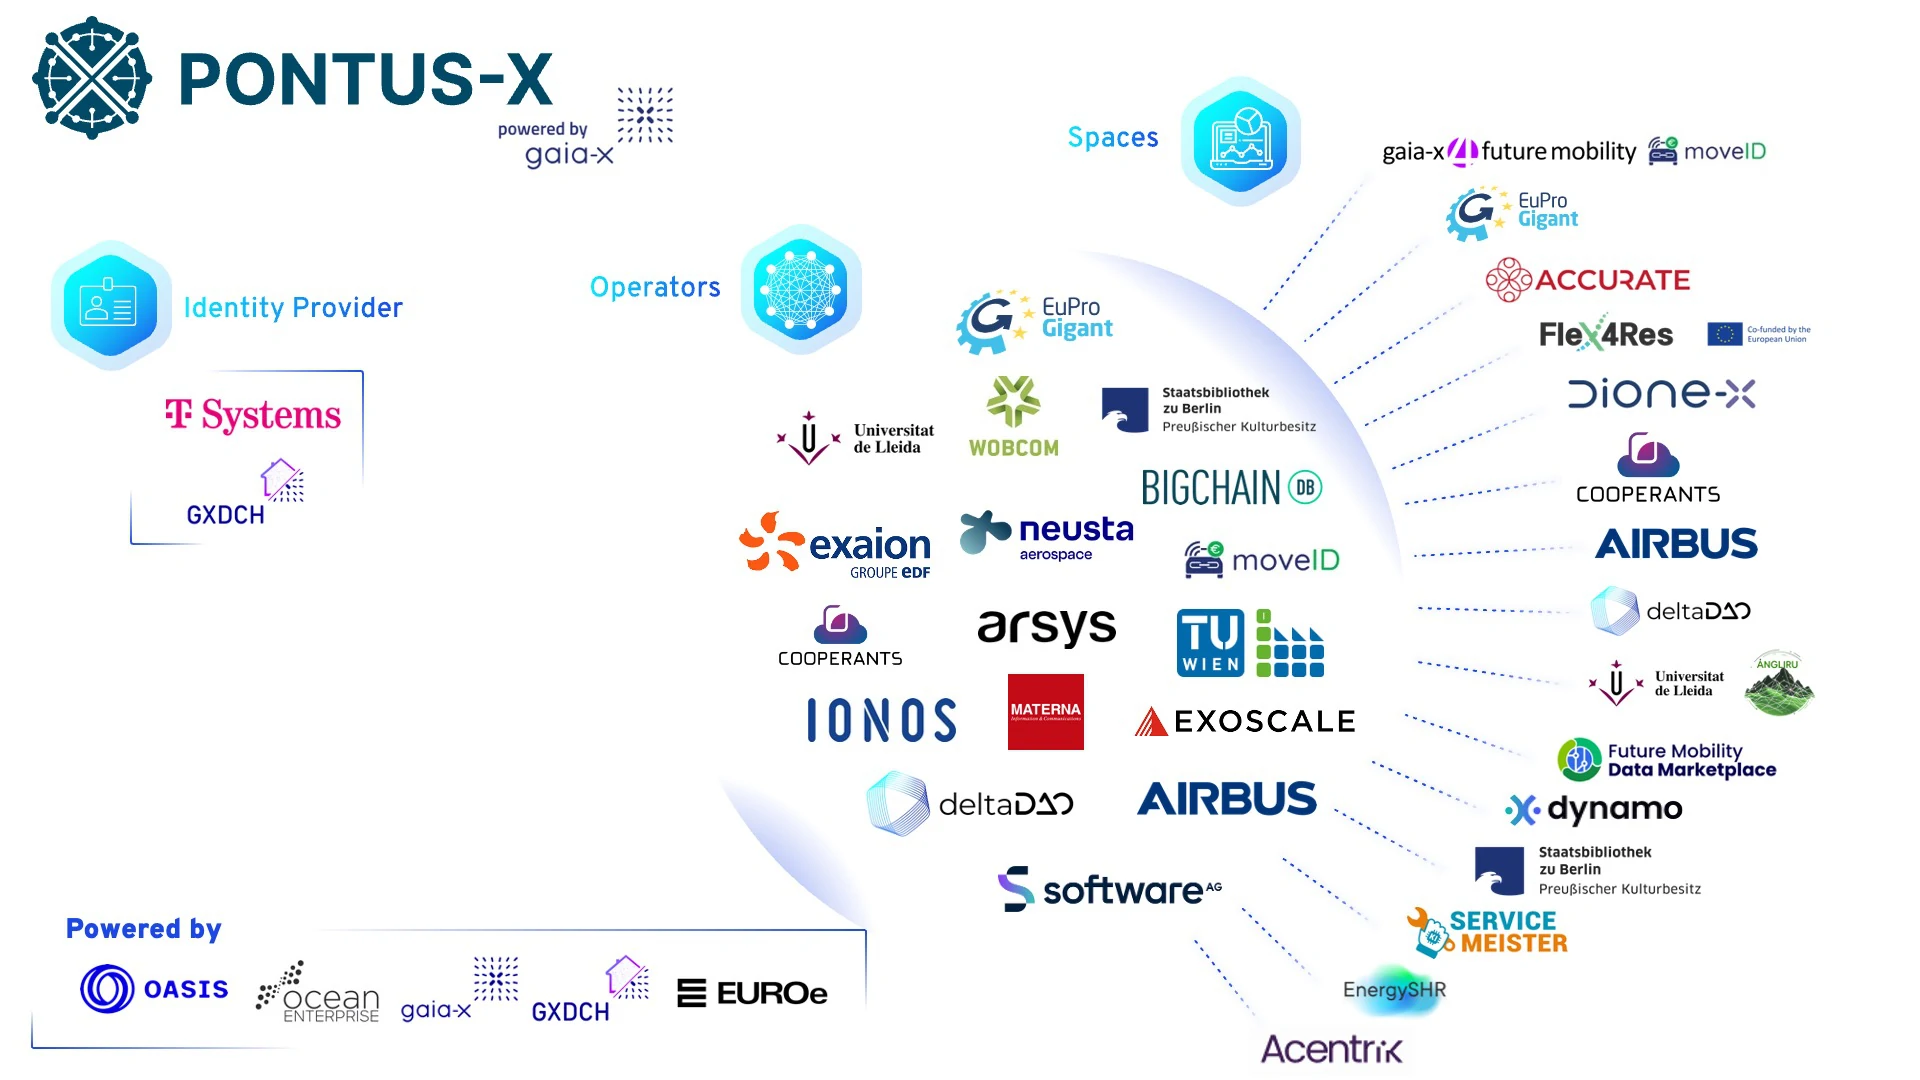 PONTUS-X
powered by
gaia-x
Identity Provider
T Systems
GXDCH
Operators
EuPro
Gigant
Universitat
de Lleida
WOBCOM
Staatsbibliothek
zu Berlin
Preußischer Kulturbesitz
BIGCHAIN DB
exaion
GROUPE eDF
neusta
aerospace
moveID
COOPERANTS
arsys
TU
WIEN
IONOS
MATERNA
Information & Communications
EXOSCALE
deltaDAO
AIRBUS
software AG
Spaces
gaia-x 4 future mobility moveID
EuPro
Gigant
ACCURATE
Flex4Res
Co-funded by the
European Union
Dione-X
COOPERANTS
AIRBUS
deltaDAO
Universitat
de Lleida
ANGLIRU
Future Mobility
Data Marketplace
dynamo
Staatsbibliothek
zu Berlin
Preußischer Kulturbesitz
SERVICE
MEISTER
EnergySHR
Acentrik
Powered by
OASIS
ocean
ENTERPRISE
gaia-x
GXDCH
EUROe